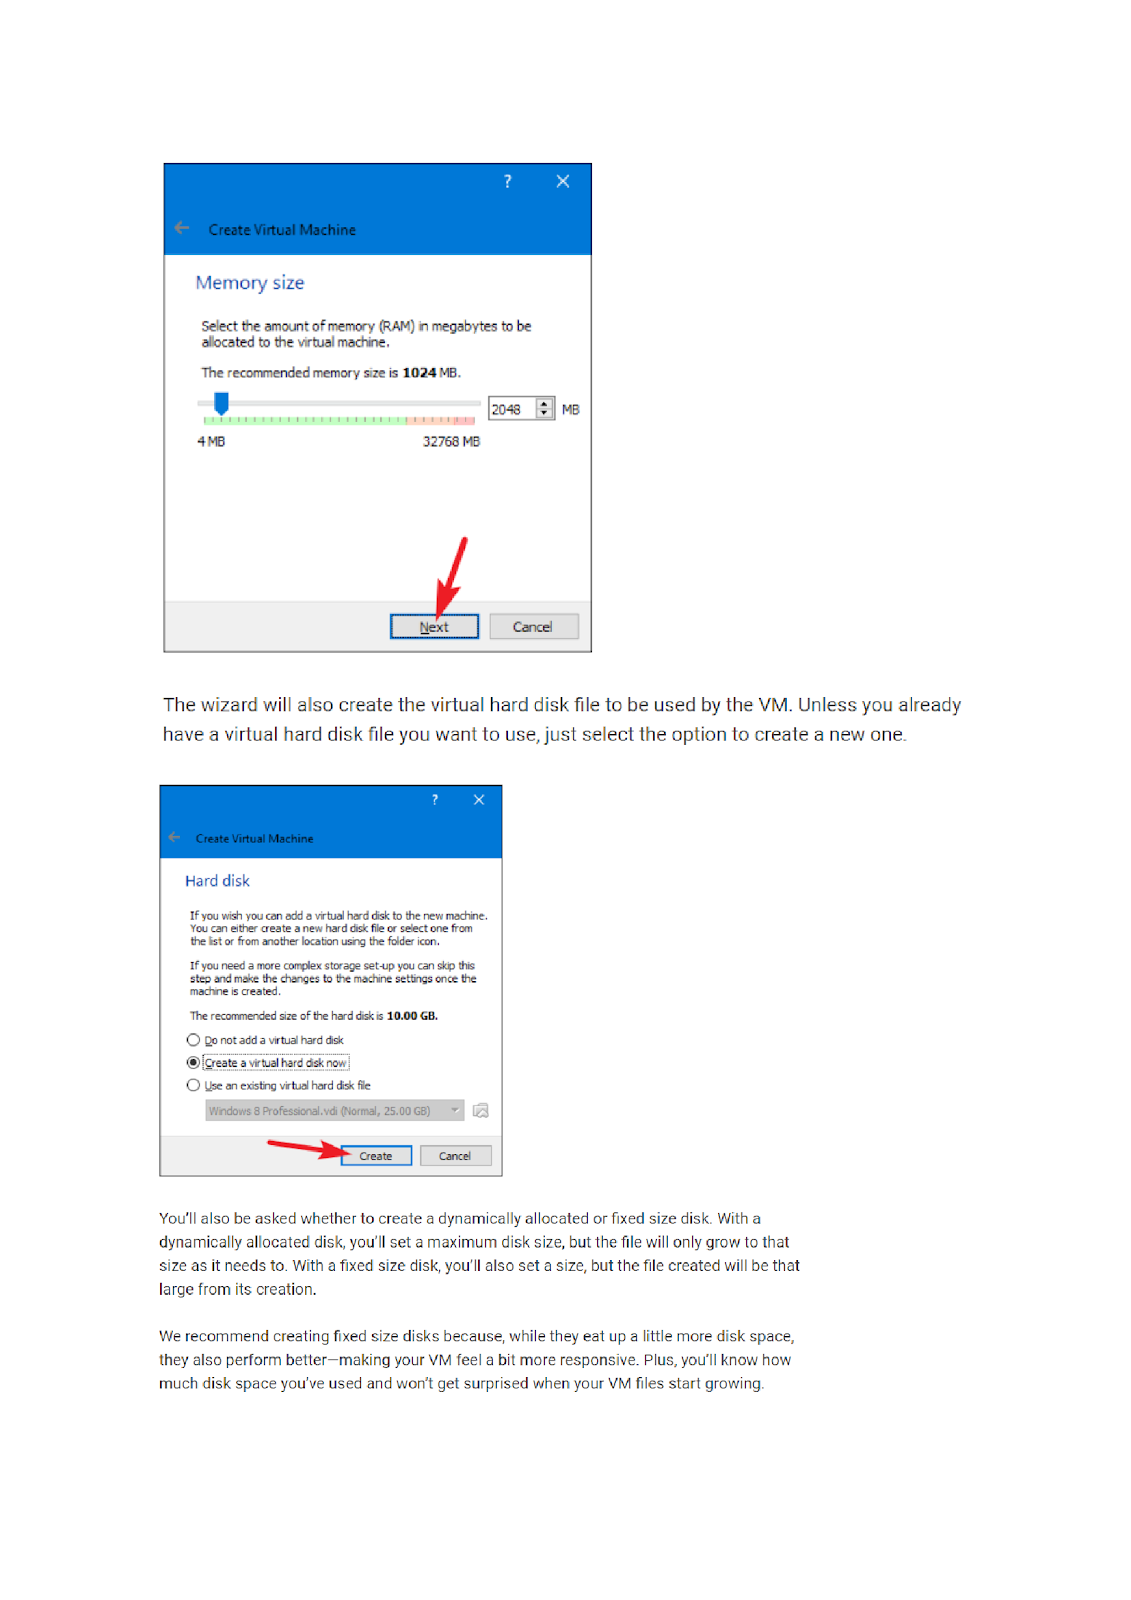 ?
Create Virtual Machine
Memory size
Select the amount of memory (RAM) in megabytes to be
allocated to the virtual machine.
The recommended memory size is 1024 MB.
2048 MB
4 MB 32768 MB
Next Cancel
The wizard will also create the virtual hard disk file to be used by the VM. Unless you already
have a virtual hard disk file you want to use, just select the option to create a new one.
?
Create Virtual Machine
Hard disk
If you wish you can add a virtual hard disk to the new machine.
You can either create a new hard disk file or select one from
the list or from another location using the folder icon.
If you need a more complex storage set-up you can skip this
step and make the changes to the machine settings once the
machine is created.
The recommended size of the hard disk is 10.00 GB.
Do not add a virtual hard disk
Create a virtual hard disk now
Use an existing virtual hard disk file
Windows 8 Professional.vdi (Normal, 25.00 GB)
Create Cancel
You'll also be asked whether to create a dynamically allocated or fixed size disk. With a
dynamically allocated disk, you'll set a maximum disk size, but the file will only grow to that
size as it needs to. With a fixed size disk, you'll also set a size, but the file created will be that
large from its creation.
We recommend creating fixed size disks because, while they eat up a little more disk space,
they also perform better—making your VM feel a bit more responsive. Plus, you'll know how
much disk space you've used and won't get surprised when your VM files start growing.